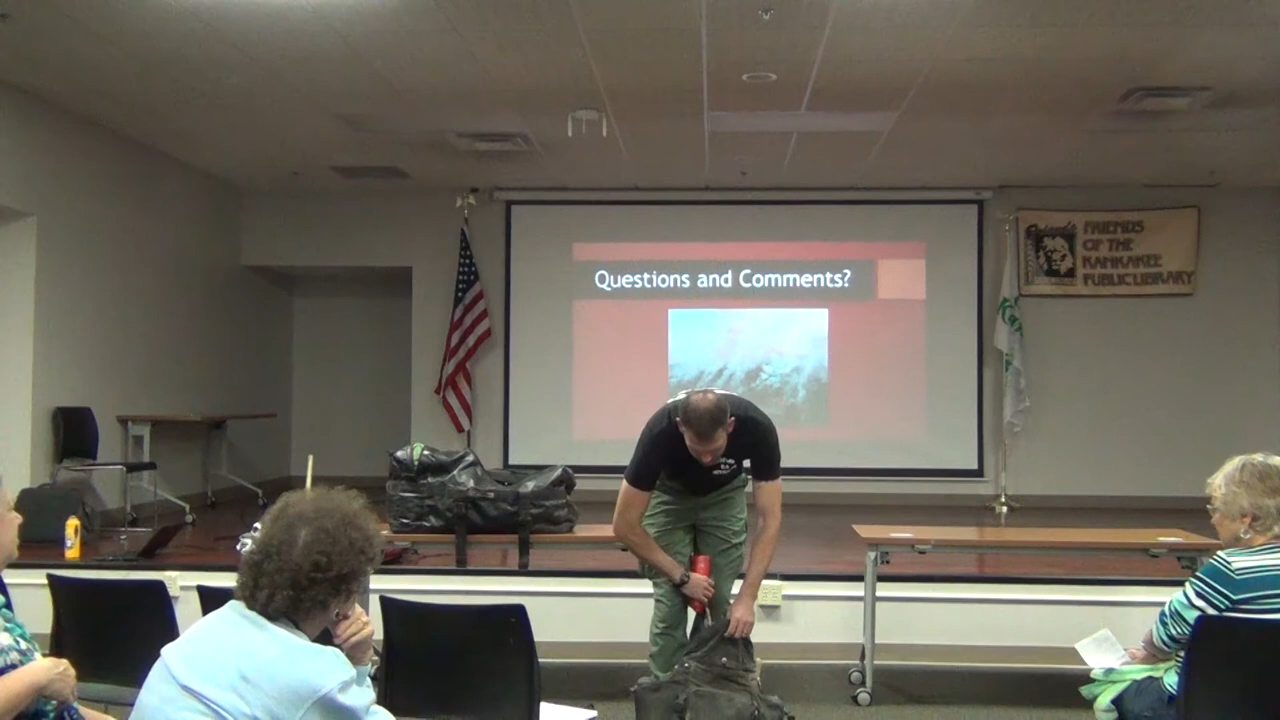 Questions and Comments?
FRIENDS
OF THE
KANKAKEE
PUBLIC LIBRARY